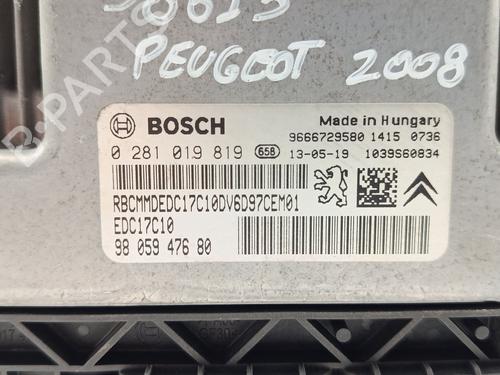 PEUGEOT 2008
BOSCH
Made in Hungary
9666729580 1415 0736
0 281 019 819 658 13-05-19 1039S60834
RBCMMDEDC17C10DV6D97CEM01
EDC17C10
98 059 476 80
B-Parts